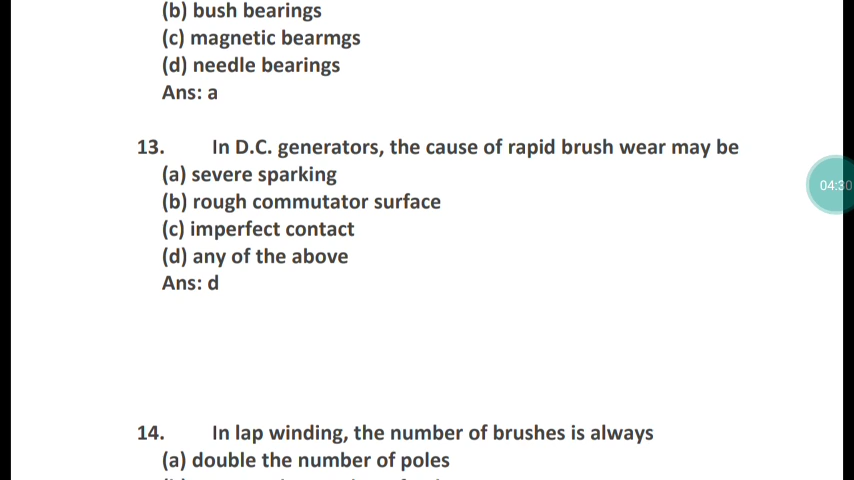 (b) bush bearings
(c) magnetic bearmgs
(d) needle bearings
Ans: a
13. In D.C. generators, the cause of rapid brush wear may be
(a) severe sparking
(b) rough commutator surface
(c) imperfect contact
(d) any of the above
Ans: d
04:30
14. In lap winding, the number of brushes is always
(a) double the number of poles